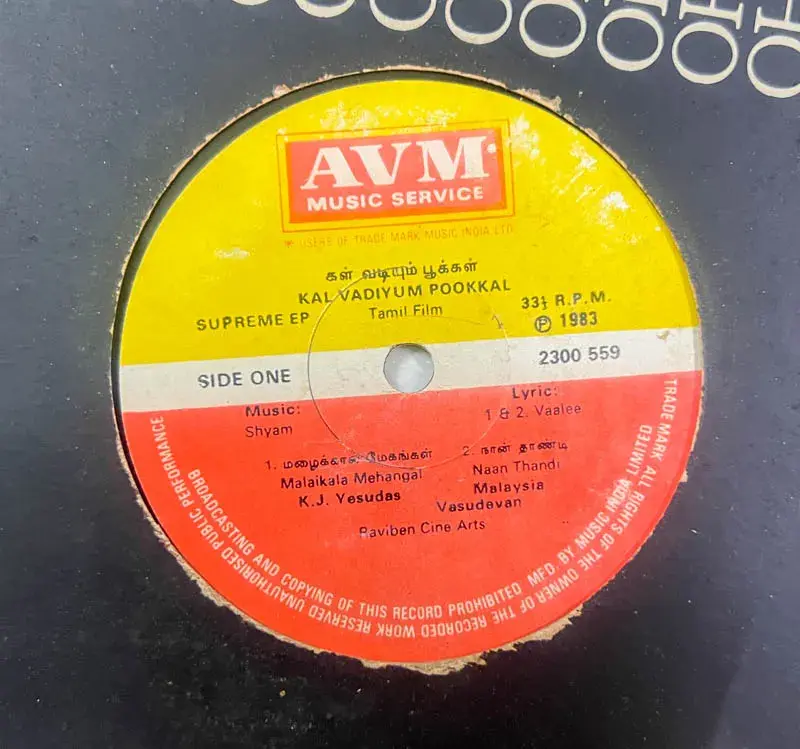 AVM
MUSIC SERVICE
* USERS OF TRADE MARK MUSIC INDIA LTD.
கள் வடியும் பூக்கள்
KAL VADIYUM POOKKAL
SUPREME EP
Tamil Film
33⅓ R.P.M.
Ⓟ 1983
SIDE ONE
2300 559
Music:
Shyam
Lyric:
1 & 2. Vaalee
1. மழைக்கால மேகங்கள்
Malaikala Mehangal
K.J. Yesudas
2. நான் தாண்டி
Naan Thandi
Malaysia
Vasudevan
Raviben Cine Arts
TRADE MARK ALL RIGHTS OF THE OWNER OF THE RECORDED WORK RESERVED UNAUTHORISED PUBLIC PERFORMANCE
BROADCASTING AND COPYING OF THIS RECORD PROHIBITED MFD. BY MUSIC INDIA LIMITED